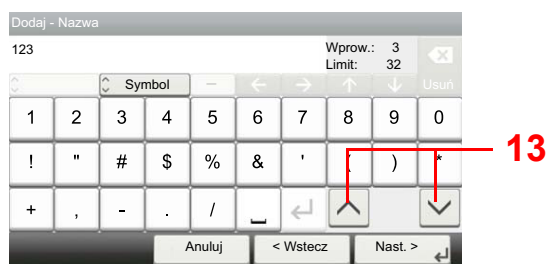 Dodaj - Nazwa
123
Wprow.: 3
Limit: 32
Symbol - Usuń
1 2 3 4 5 6 7 8 9 0
! " # $ % & ' ( ) *
+ , - . /
13
Anuluj < Wstecz Nast. >